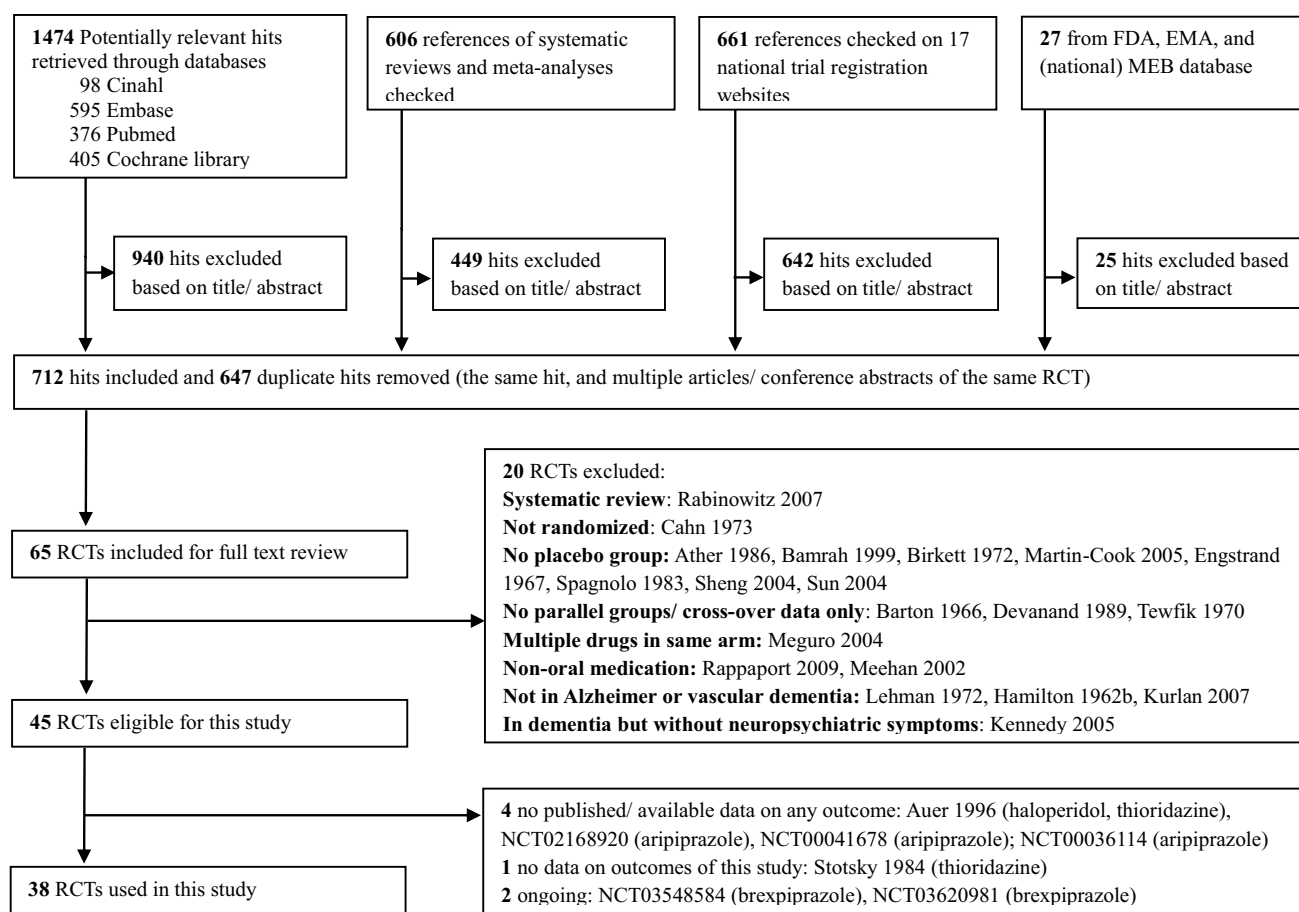 1474 Potentially relevant hits
retrieved through databases
98 Cinahl
595 Embase
376 Pubmed
405 Cochrane library
606 references of systematic
reviews and meta-analyses
checked
661 references checked on 17
national trial registration
websites
27 from FDA, EMA, and
(national) MEB database
940 hits excluded
based on title/ abstract
449 hits excluded
based on title/ abstract
642 hits excluded
based on title/ abstract
25 hits excluded based
on title/ abstract
712 hits included and 647 duplicate hits removed (the same hit, and multiple articles/ conference abstracts of the same RCT)
20 RCTs excluded:
Systematic review: Rabinowitz 2007
Not randomized: Cahn 1973
No placebo group: Ather 1986, Bamrah 1999, Birkett 1972, Martin-Cook 2005, Engstrand
1967, Spagnolo 1983, Sheng 2004, Sun 2004
No parallel groups/ cross-over data only: Barton 1966, Devanand 1989, Tewfik 1970
Multiple drugs in same arm: Meguro 2004
Non-oral medication: Rappaport 2009, Meehan 2002
Not in Alzheimer or vascular dementia: Lehman 1972, Hamilton 1962b, Kurlan 2007
In dementia but without neuropsychiatric symptoms: Kennedy 2005
65 RCTs included for full text review
45 RCTs eligible for this study
4 no published/ available data on any outcome: Auer 1996 (haloperidol, thioridazine),
NCT02168920 (aripiprazole), NCT00041678 (aripiprazole); NCT00036114 (aripiprazole)
1 no data on outcomes of this study: Stotsky 1984 (thioridazine)
2 ongoing: NCT03548584 (brexpiprazole), NCT03620981 (brexpiprazole)
38 RCTs used in this study